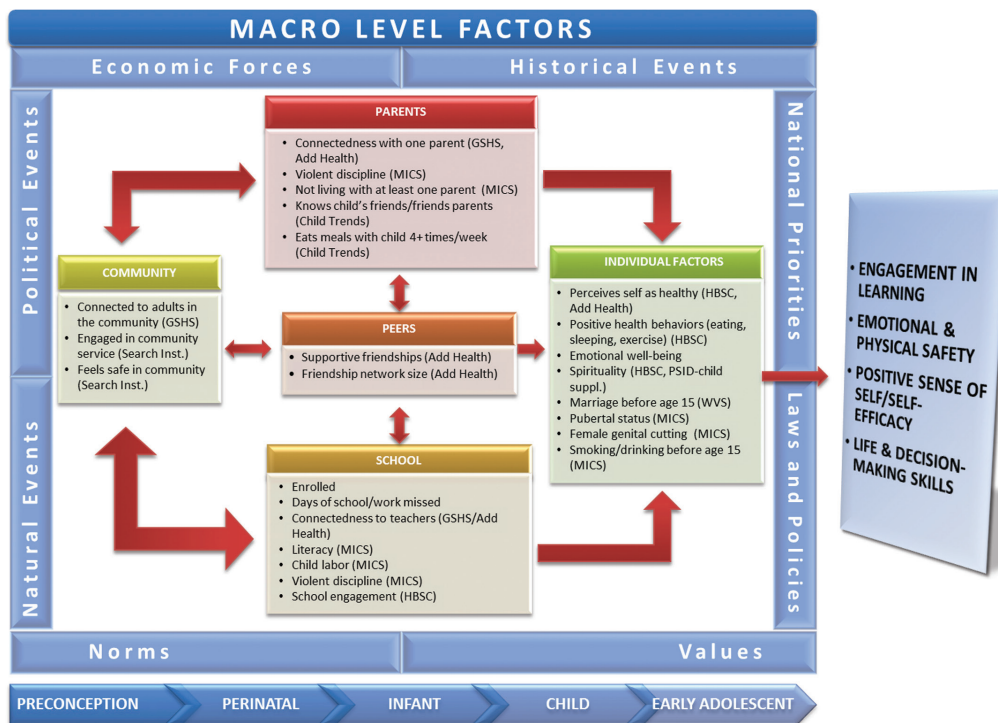 MACRO LEVEL FACTORS
Economic Forces
Historical Events
Political Events
Natural Events
National Priorities
Laws and Policies
PARENTS
• Connectedness with one parent (GSHS,
Add Health)
• Violent discipline (MICS)
• Not living with at least one parent (MICS)
• Knows child's friends/friends parents
(Child Trends)
• Eats meals with child 4+ times/week
(Child Trends)
COMMUNITY
• Connected to adults in
the community (GSHS)
• Engaged in community
service (Search Inst.)
• Feels safe in community
(Search Inst.)
PEERS
• Supportive friendships (Add Health)
• Friendship network size (Add Health)
SCHOOL
• Enrolled
• Days of school/work missed
• Connectedness to teachers (GSHS/Add
Health)
• Literacy (MICS)
• Child labor (MICS)
• Violent discipline (MICS)
• School engagement (HBSC)
INDIVIDUAL FACTORS
• Perceives self as healthy (HBSC,
Add Health)
• Positive health behaviors (eating,
sleeping, exercise) (HBSC)
• Emotional well-being
• Spirituality (HBSC, PSID-child
suppl.)
• Marriage before age 15 (WVS)
• Pubertal status (MICS)
• Female genital cutting (MICS)
• Smoking/drinking before age 15
(MICS)
• ENGAGEMENT IN
LEARNING
• EMOTIONAL &
PHYSICAL SAFETY
• POSITIVE SENSE OF
SELF/SELF-
EFFICACY
• LIFE & DECISION-
MAKING SKILLS
Norms
Values
PRECONCEPTION
PERINATAL
INFANT
CHILD
EARLY ADOLESCENT